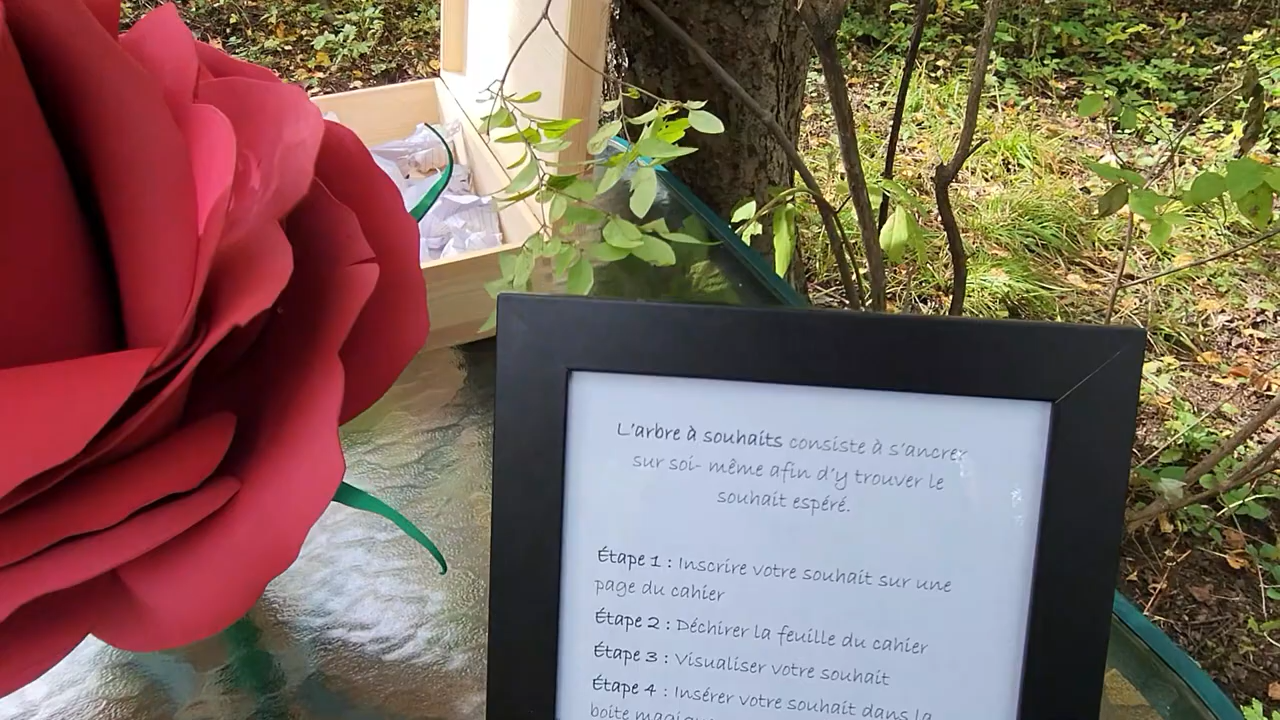 L'arbre à souhaits consiste à s'ancrer
sur soi- même afin d'y trouver le
souhait espéré.
Étape 1 : Inscrire votre souhait sur une
page du cahier
Étape 2 : Déchirer la feuille du cahier
Étape 3 : Visualiser votre souhait
Étape 4 : Insérer votre souhait dans la
boite